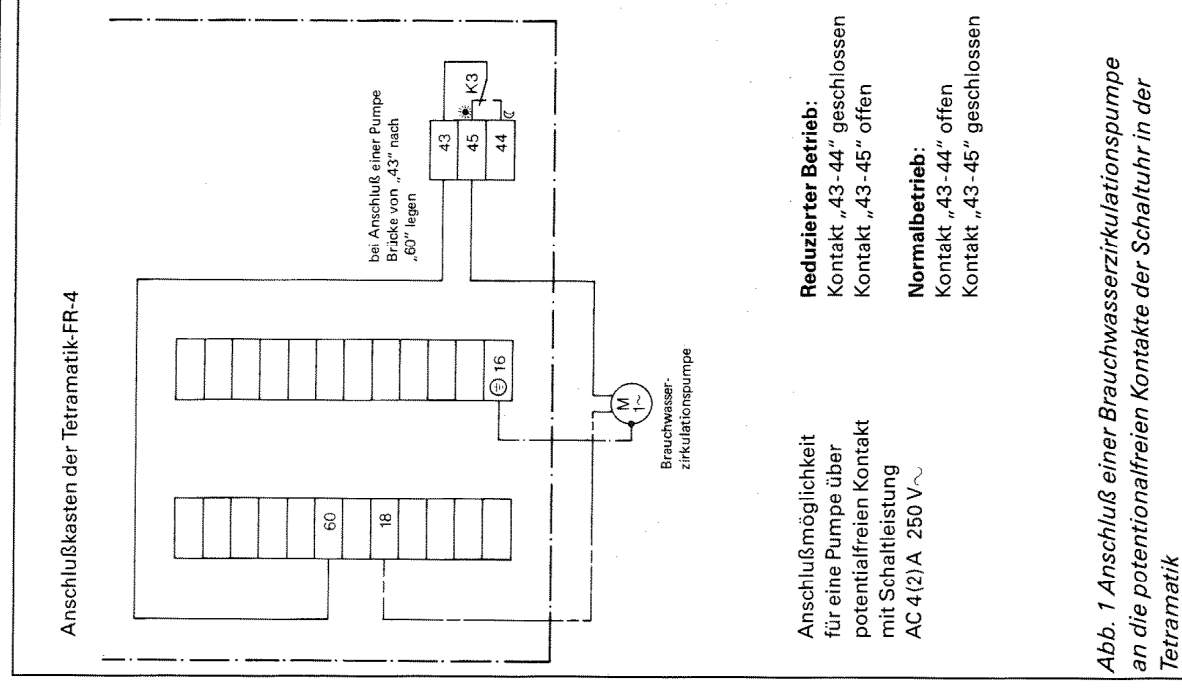 Anschlußkasten der Tetramatik-FR-4
bei Anschluß einer Pumpe
Brücke von „43" nach
„60" legen
60
18
16
43
45
44
K3
M
1~
Brauchwasser-
zirkulationspumpe
Anschlußmöglichkeit
für eine Pumpe über
potentialfreien Kontakt
mit Schaltleistung
AC 4(2) A 250 V~
Reduzierter Betrieb:
Kontakt „43-44" geschlossen
Kontakt „43-45" offen
Normalbetrieb:
Kontakt „43-44" offen
Kontakt „43-45" geschlossen
Abb. 1 Anschluß einer Brauchwasserzirkulationspumpe
an die potentionalfreien Kontakte der Schaltuhr in der
Tetramatik